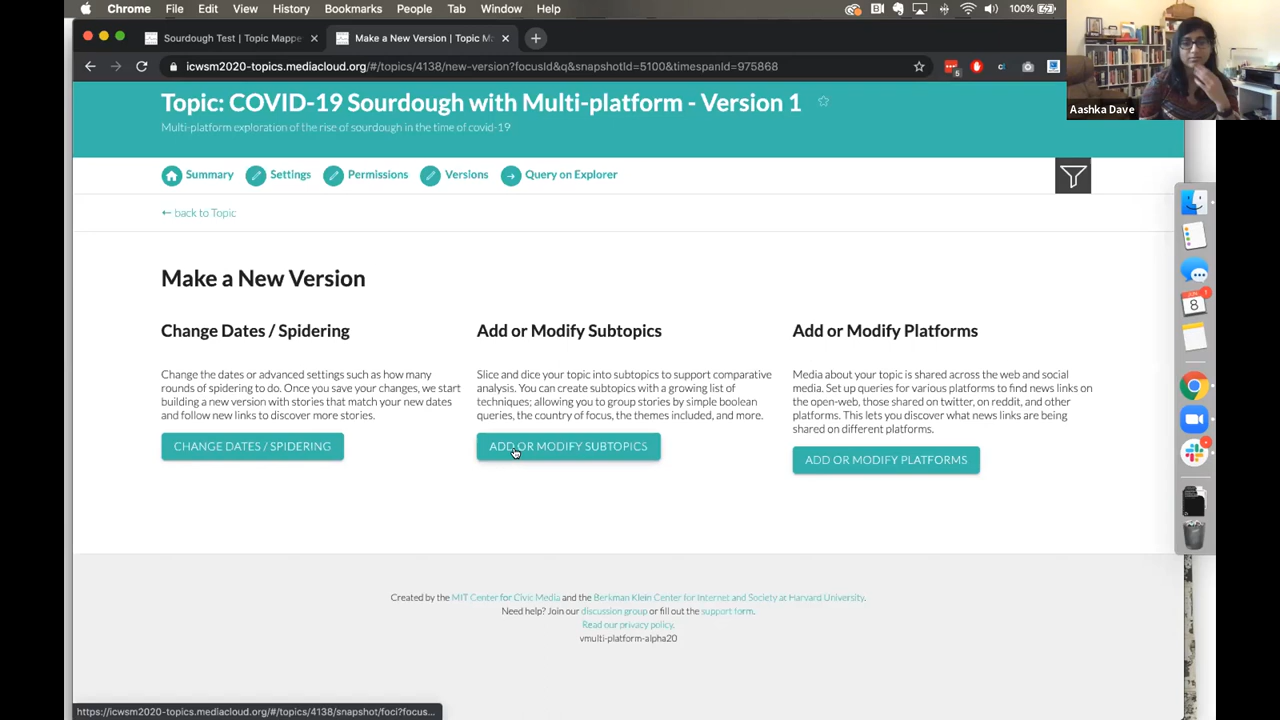 Chrome File Edit View History Bookmarks People Tab Window Help 100%
Sourdough Test | Topic Mappe
Make a New Version | Topic M
icwsm2020-topics.mediacloud.org/#/topics/4138/new-version?focusId&q&snapshotId=5100&timespanId=975868
Aashka Dave
Topic: COVID-19 Sourdough with Multi-platform - Version 1
Multi-platform exploration of the rise of sourdough in the time of covid-19
Summary Settings Permissions Versions Query on Explorer
← back to Topic
Make a New Version
Change Dates / Spidering
Change the dates or advanced settings such as how many
rounds of spidering to do. Once you save your changes, we start
building a new version with stories that match your new dates
and follow new links to discover more stories.
CHANGE DATES / SPIDERING
Add or Modify Subtopics
Slice and dice your topic into subtopics to support comparative
analysis. You can create subtopics with a growing list of
techniques; allowing you to group stories by simple boolean
queries, the country of focus, the themes included, and more.
ADD OR MODIFY SUBTOPICS
Add or Modify Platforms
Media about your topic is shared across the web and social
media. Set up queries for various platforms to find news links on
the open-web, those shared on twitter, on reddit, and other
platforms. This lets you discover what news links are being
shared on different platforms.
ADD OR MODIFY PLATFORMS
Created by the MIT Center for Civic Media and the Berkman Klein Center for Internet and Society at Harvard University.
Need help? Join our discussion group or fill out the support form.
Read our privacy policy.
vmulti-platform-alpha20
https://icwsm2020-topics.mediacloud.org/#/topics/4138/snapshot/foci?focus...
8